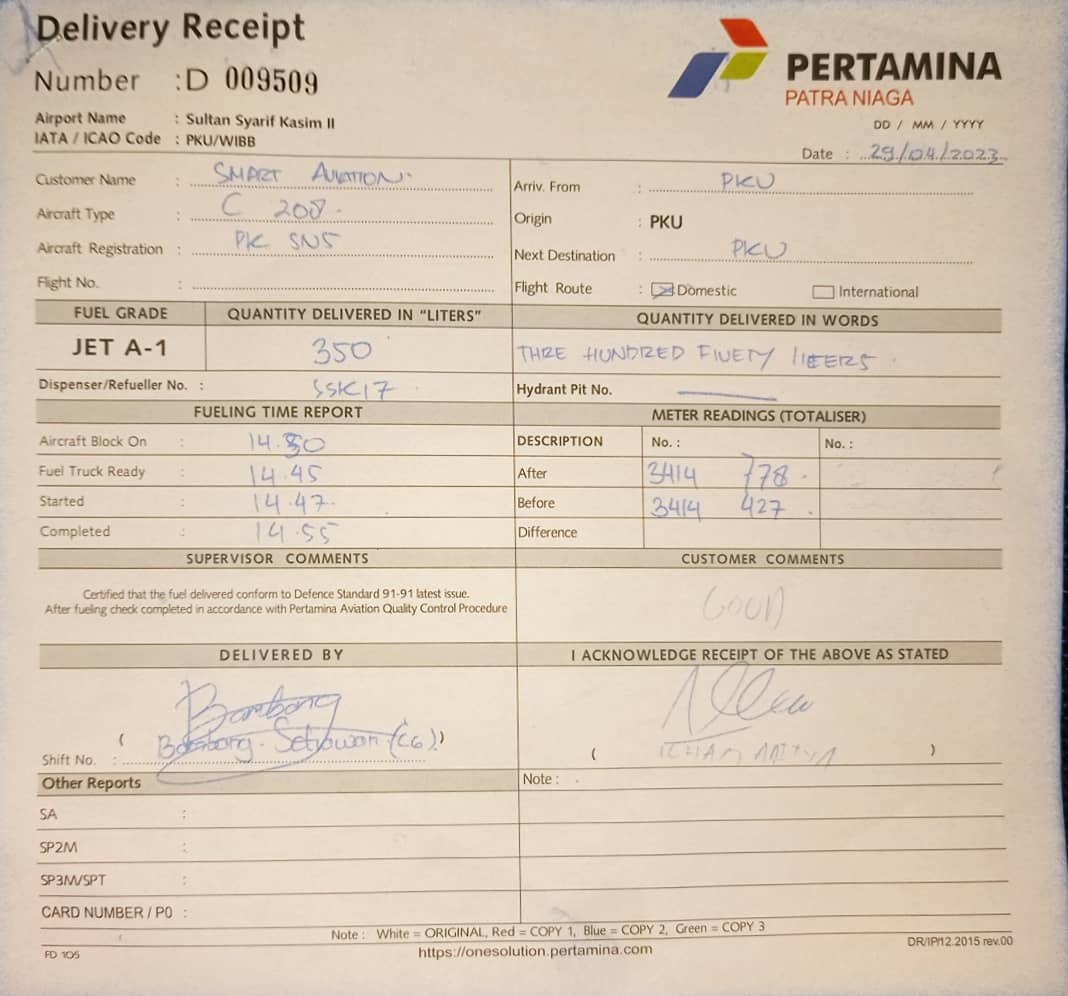 Delivery Receipt
Number : D 009509
PERTAMINA
PATRA NIAGA
Airport Name : Sultan Syarif Kasim II
IATA / ICAO Code : PKU/WIBB
DD / MM / YYYY
Date : 29/04/2023
Customer Name : SMART AVIATION.
Arriv. From : PKU
Aircraft Type : C 208.
Origin : PKU
Aircraft Registration : PK SNS
Next Destination : PKU
Flight No. :
Flight Route : Domestic International
FUEL GRADE QUANTITY DELIVERED IN "LITERS" QUANTITY DELIVERED IN WORDS
JET A-1 350 THRE HUNDRED FIVETY LIEERS
Dispenser/Refueller No. : SSK17 Hydrant Pit No.
FUELING TIME REPORT METER READINGS (TOTALISER)
Aircraft Block On : 14.30 DESCRIPTION No. : No. :
Fuel Truck Ready : 14.45 After 3414 778
Started : 14.47 Before 3414 427
Completed : 14.55 Difference
SUPERVISOR COMMENTS CUSTOMER COMMENTS
Certified that the fuel delivered conform to Defence Standard 91-91 latest issue.
After fueling check completed in accordance with Pertamina Aviation Quality Control Procedure
GOOD
DELIVERED BY I ACKNOWLEDGE RECEIPT OF THE ABOVE AS STATED
Bambang
( Bambang. Setiawan (C6) )
Shift No. :
( )
Other Reports Note :
SA :
SP2M :
SP3M/SPT :
CARD NUMBER / PO :
Note : White = ORIGINAL, Red = COPY 1, Blue = COPY 2, Green = COPY 3
FD 105 https://onesolution.pertamina.com DR/IP/12.2015 rev.00